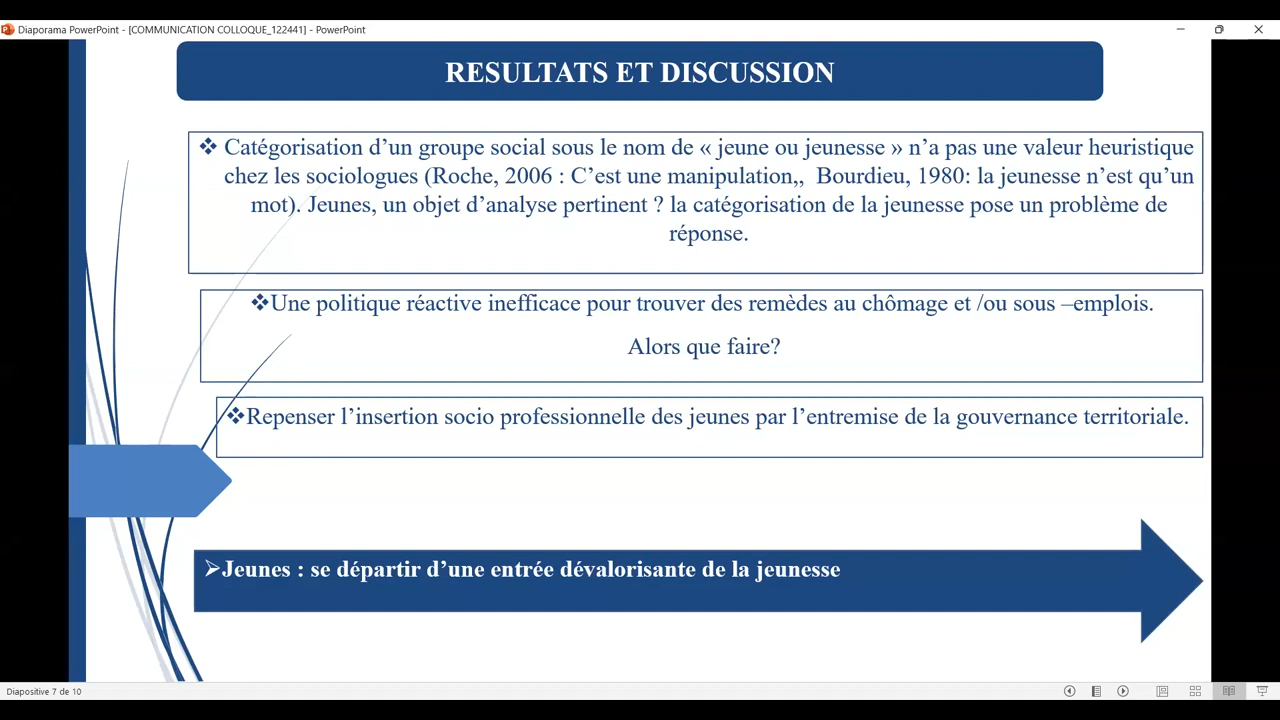 Diaporama PowerPoint - [COMMUNICATION COLLOQUE_122441] - PowerPoint
RESULTATS ET DISCUSSION
❖ Catégorisation d’un groupe social sous le nom de « jeune ou jeunesse » n’a pas une valeur heuristique
chez les sociologues (Roche, 2006 : C’est une manipulation,, Bourdieu, 1980: la jeunesse n’est qu’un
mot). Jeunes, un objet d’analyse pertinent ? la catégorisation de la jeunesse pose un problème de
réponse.
❖Une politique réactive inefficace pour trouver des remèdes au chômage et /ou sous –emplois.
Alors que faire?
❖Repenser l’insertion socio professionnelle des jeunes par l’entremise de la gouvernance territoriale.
➢Jeunes : se départir d’une entrée dévalorisante de la jeunesse
Diapositive 7 de 10